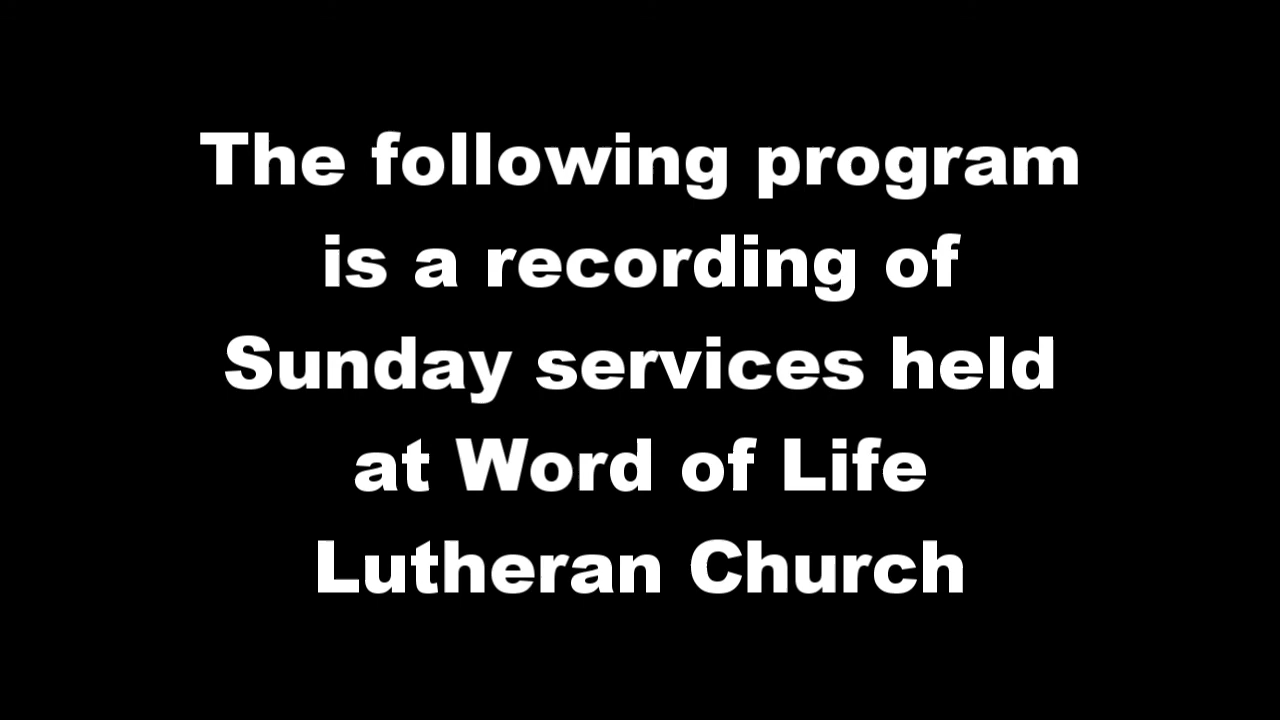 The following program
is a recording of
Sunday services held
at Word of Life
Lutheran Church